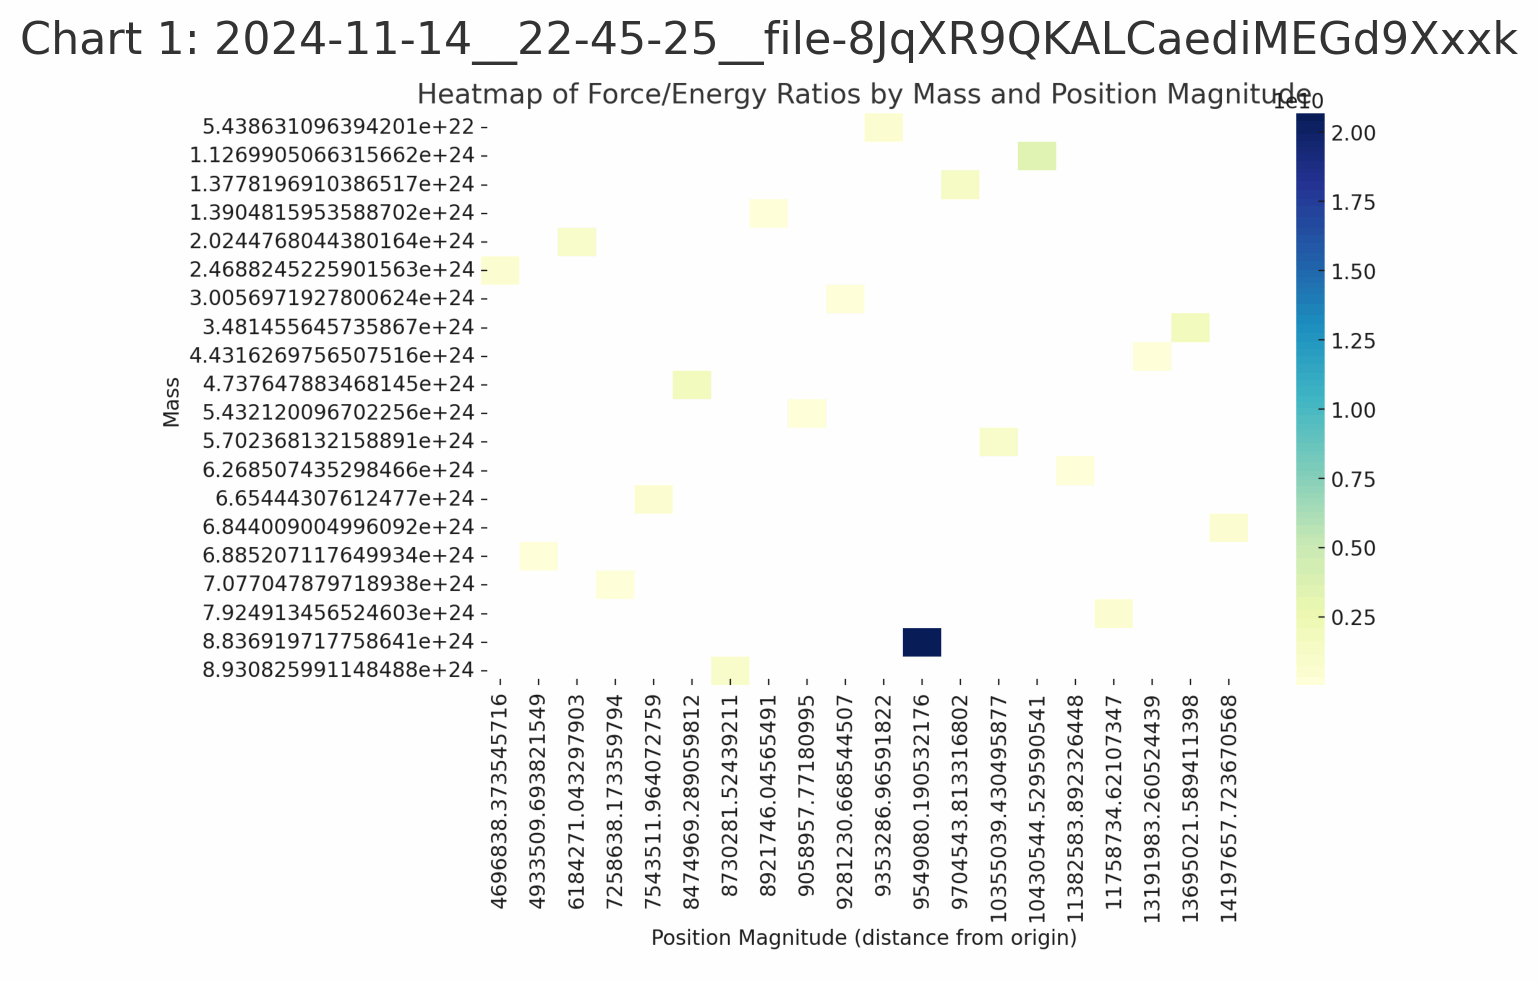 Chart 1: 2024-11-14__22-45-25__file-8JqXR9QKALCaediMEGd9Xxxk
Heatmap of Force/Energy Ratios by Mass and Position Magnitude
1e10
5.438631096394201e+22
1.1269905066315662e+24
1.3778196910386517e+24
1.3904815953588702e+24
2.0244768044380164e+24
2.4688245225901563e+24
3.0056971927800624e+24
3.481455645735867e+24
4.4316269756507516e+24
4.737647883468145e+24
5.432120096702256e+24
5.702368132158891e+24
6.268507435298466e+24
6.65444307612477e+24
6.844009004996092e+24
6.885207117649934e+24
7.077047879718938e+24
7.924913456524603e+24
8.836919717758641e+24
8.930825991148488e+24
Mass
2.00
1.75
1.50
1.25
1.00
0.75
0.50
0.25
4696838.373545716
4933509.693821549
6184271.043297903
7258638.173359794
7543511.964072759
8474969.289059812
8730281.52439211
8921746.04565491
9058957.77180995
9281230.668544507
9353286.96591822
9549080.190532176
9704543.813316802
10355039.430495877
10430544.529590541
11382583.892326448
11758734.62107347
13191983.260524439
13695021.589411398
14197657.723670568
Position Magnitude (distance from origin)